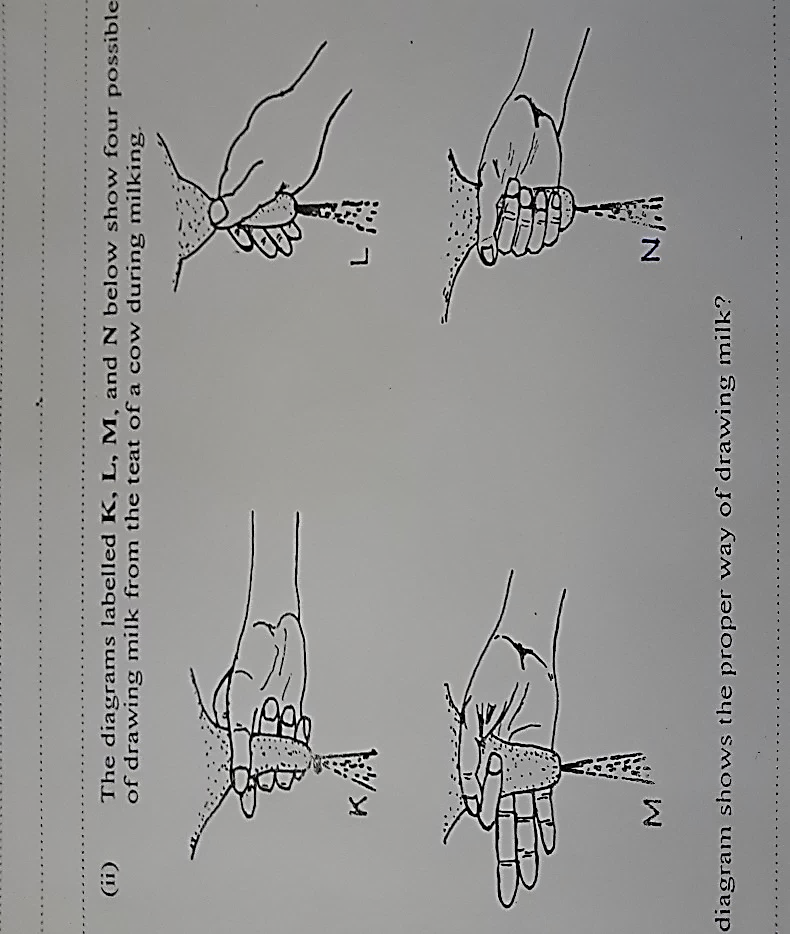 (ii) The diagrams labelled K, L, M, and N below show four possible
of drawing milk from the teat of a cow during milking.
K L
M N
diagram shows the proper way of drawing milk?